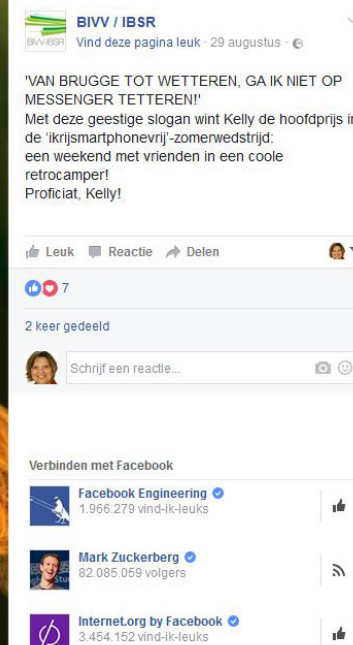 BIVV / IBSR
BIVV-IBSR
Vind deze pagina leuk · 29 augustus ·
'VAN BRUGGE TOT WETTEREN, GA IK NIET OP
MESSENGER TETTEREN!'
Met deze geestige slogan wint Kelly de hoofdprijs in
de 'ikrijsmartphonevrij'-zomerwedstrijd:
een weekend met vrienden in een coole
retrocamper!
Proficiat, Kelly!
Leuk Reactie Delen
7
2 keer gedeeld
Schrijf een reactie...
Verbinden met Facebook
Facebook Engineering
1.966.279 vind-ik-leuks
Mark Zuckerberg
82.085.059 volgers
Internet.org by Facebook
3.454.152 vind-ik-leuks